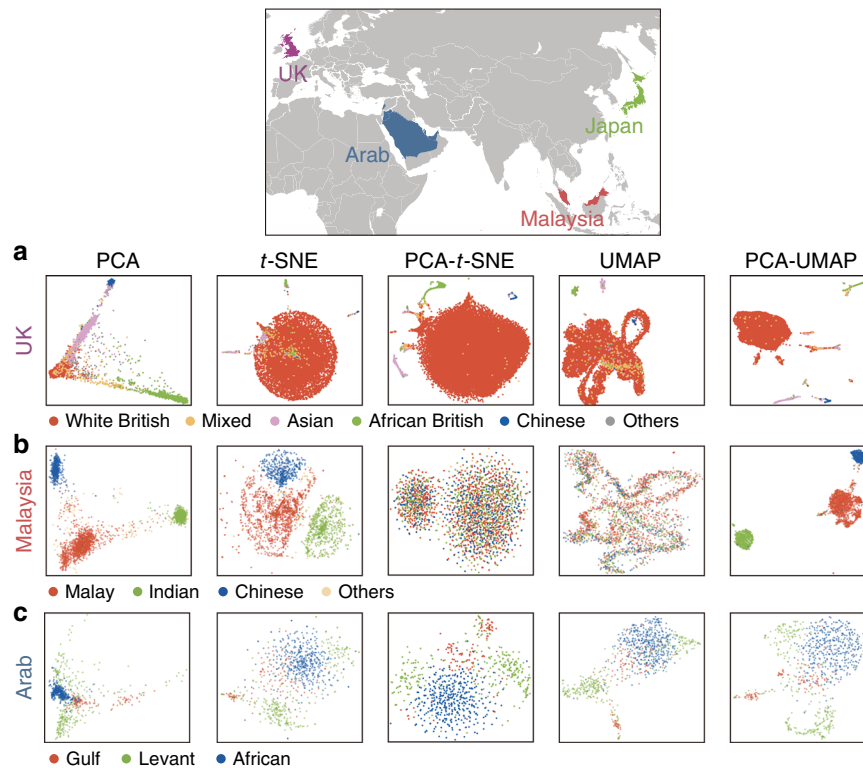 UK
Japan
Arab
Malaysia
a
PCA t-SNE PCA-t-SNE UMAP PCA-UMAP
UK
White British Mixed Asian African British Chinese Others
b
Malaysia
Malay Indian Chinese Others
c
Arab
Gulf Levant African